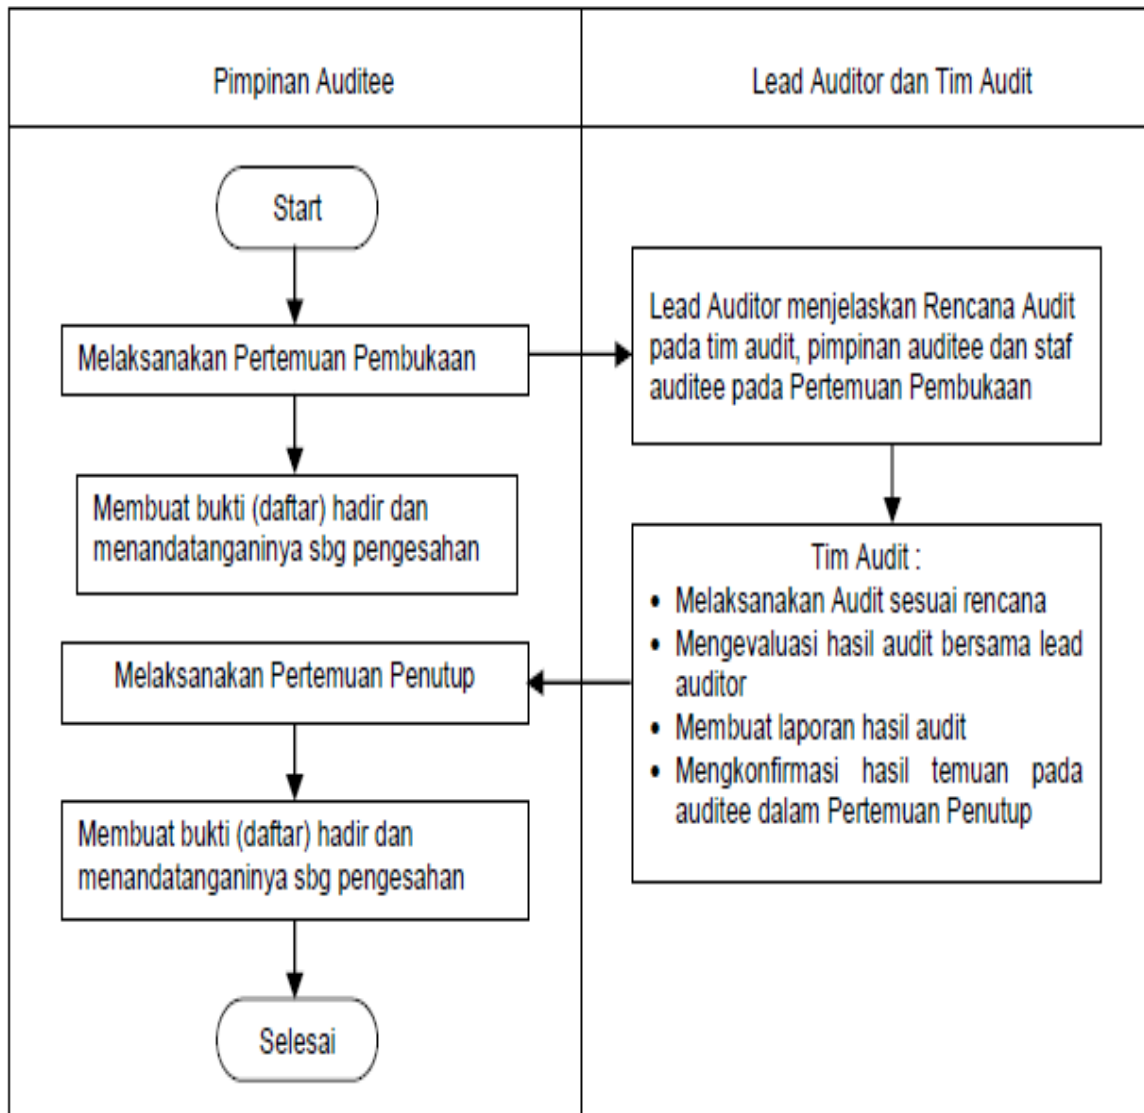 Pimpinan Auditee
Lead Auditor dan Tim Audit
Start
Melaksanakan Pertemuan Pembukaan
Lead Auditor menjelaskan Rencana Audit
pada tim audit, pimpinan auditee dan staf
auditee pada Pertemuan Pembukaan
Membuat bukti (daftar) hadir dan
menandatanganinya sbg pengesahan
Tim Audit :
• Melaksanakan Audit sesuai rencana
• Mengevaluasi hasil audit bersama lead
auditor
• Membuat laporan hasil audit
• Mengkonfirmasi hasil temuan pada
auditee dalam Pertemuan Penutup
Melaksanakan Pertemuan Penutup
Membuat bukti (daftar) hadir dan
menandatanganinya sbg pengesahan
Selesai